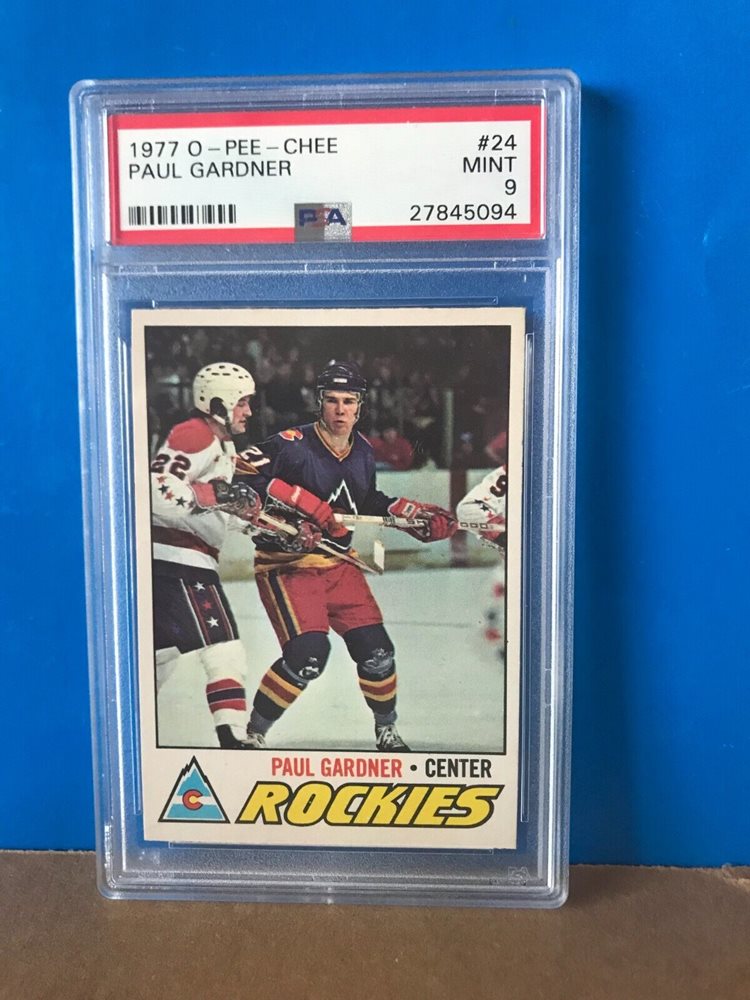 1977 O-PEE-CHEE #24
PAUL GARDNER MINT
9
PSA 27845094
22
21
S
PAUL GARDNER • CENTER
C
ROCKIES